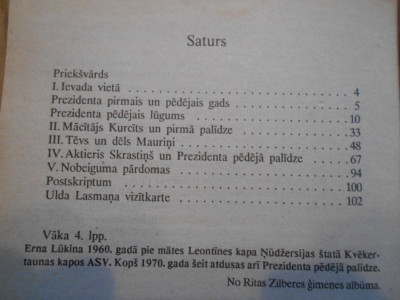 Saturs
Priekšvārds
I. Ievada vietā 4
Prezidenta pirmais un pēdējais gads 5
Prezidenta pēdējais lūgums 10
II. Mācītājs Kurcīts un pirmā palīdze 33
III. Tēvs un dēls Mauriņi 48
IV. Aktieris Skrastiņš un Prezidenta pēdējā palīdze 67
V. Nobeiguma pārdomas 94
Postskriptum 100
Ulda Lasmaņa vizītkarte 102
Vāka 4. lpp.
Erna Lūkina 1960. gadā pie mātes Leontīnes kapa Ņūdžersijas štatā Kvēker-
taunas kapos ASV. Kopš 1970. gada šeit atdusas arī Prezidenta pēdējā palīdze.
No Ritas Zilberes ģimenes albūma.